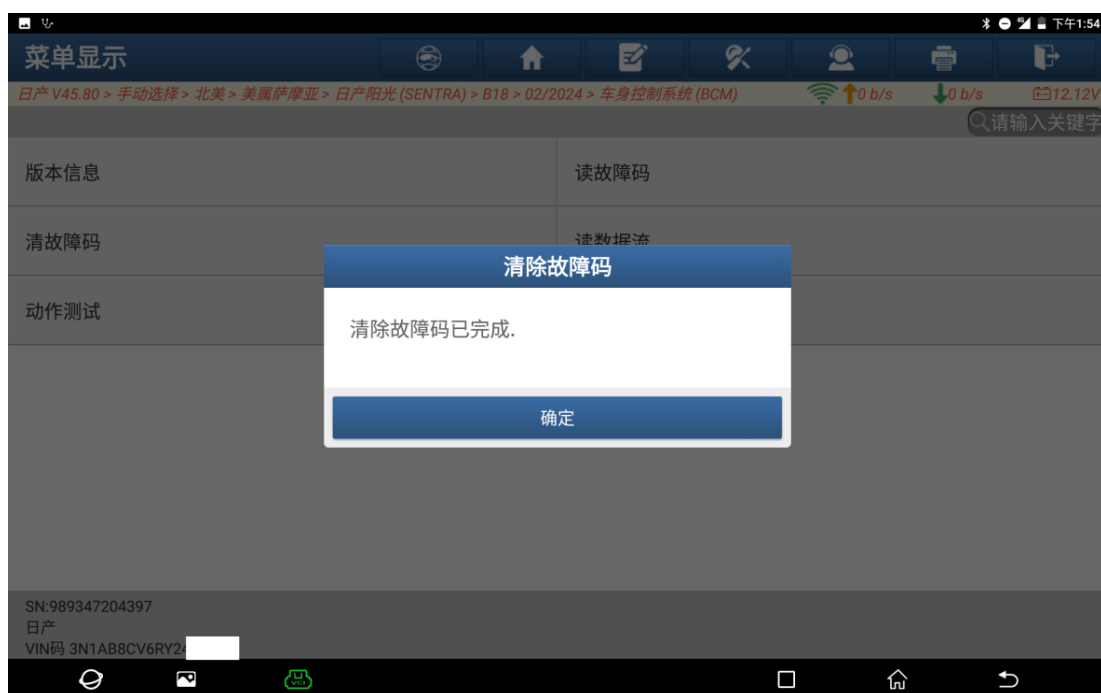 下午1:54
菜单显示
日产 V45.80 > 手动选择 > 北美 > 美属萨摩亚 > 日产阳光 (SENTRA) > B18 > 02/2024 > 车身控制系统 (BCM) 0 b/s 0 b/s 12.12V
请输入关键字
版本信息 读故障码
清故障码 读数据流
清除故障码
动作测试
清除故障码已完成.
确定
SN:989347204397
日产
VIN码 3N1AB8CV6RY24
VCI